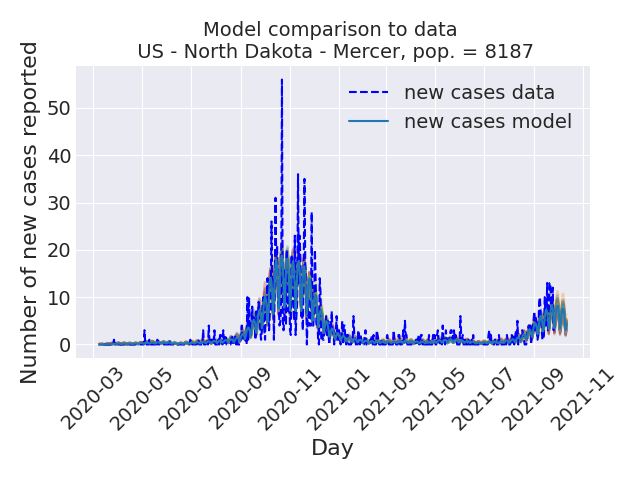 Model comparison to data
US - North Dakota - Mercer, pop. = 8187
Number of new cases reported
50
40
30
20
10
0
new cases data
new cases model
2020-03
2020-05
2020-07
2020-09
2020-11
2021-01
2021-03
2021-05
2021-07
2021-09
2021-11
Day